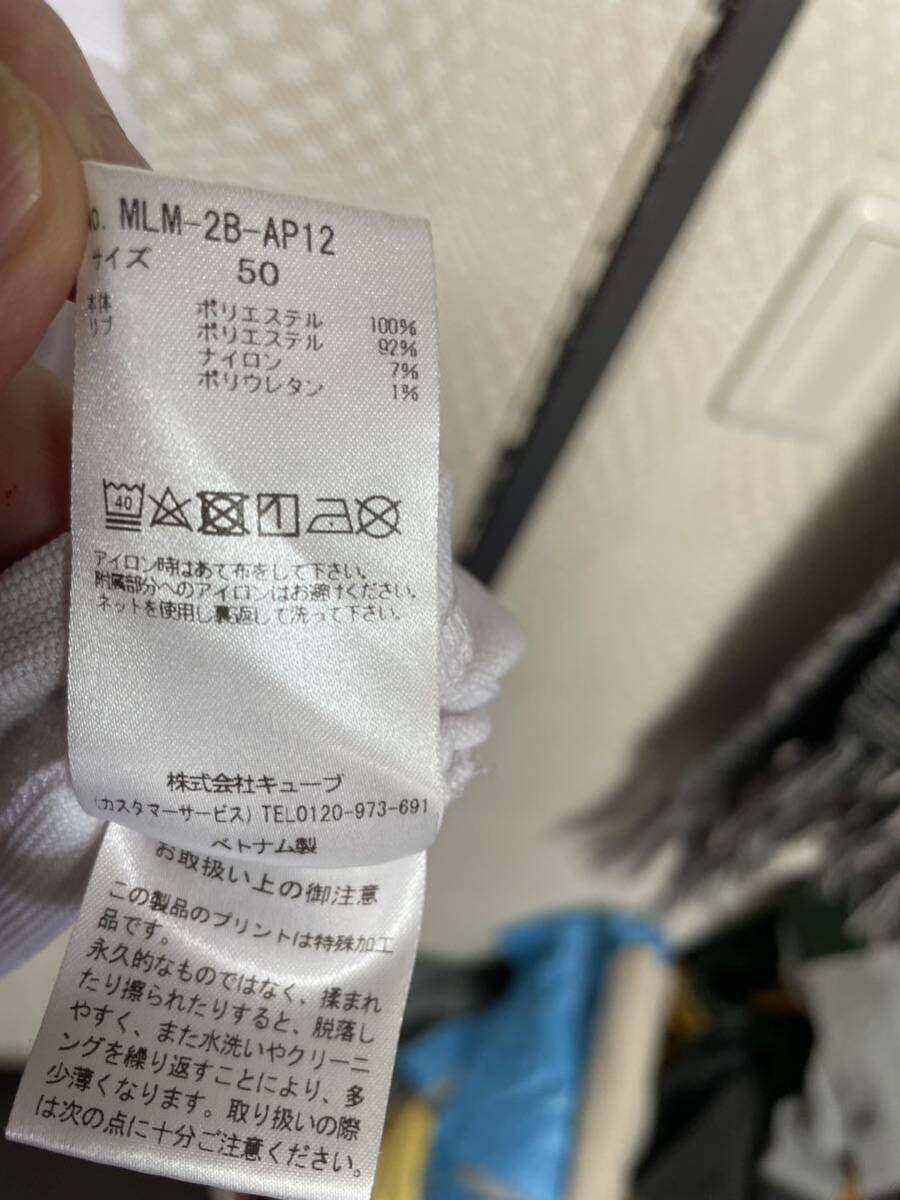 NO. MLM-2B-AP12
サイズ 50
本体 ポリエステル 100%
リブ ポリエステル 92%
ナイロン 7%
ポリウレタン 1%
40
アイロン時はあて布をして下さい。
附属部分へのアイロンはお避けください。
ネットを使用し裏返して洗って下さい。
株式会社キューブ
(カスタマーサービス) TEL0120-973-691
ベトナム製
お取扱い上の御注意
この製品のプリントは特殊加工
品です。
永久的なものではなく、揉まれ
たり擦られたりすると、脱落し
やすく、また水洗いやクリーニ
ングを繰り返すことにより、多
少薄くなります。取り扱いの際
は次の点に十分ご注意ください。